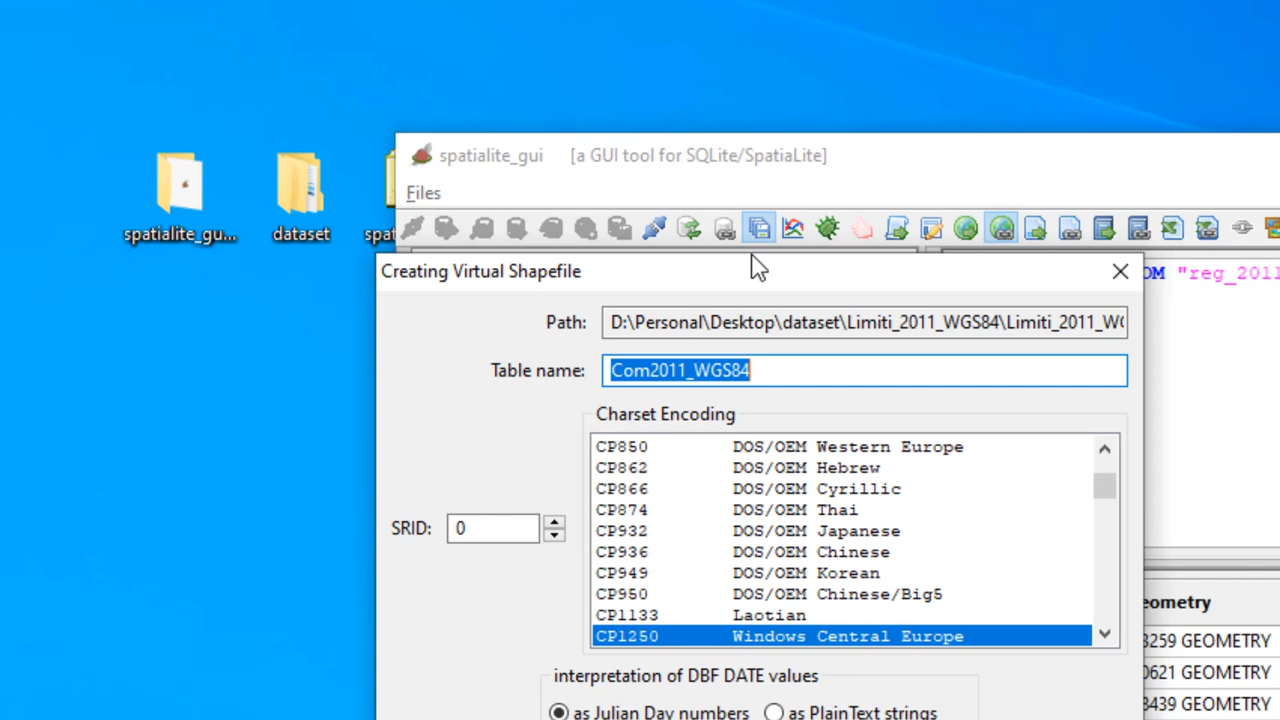 spatialite_gui [a GUI tool for SQLite/SpatiaLite]
Files
spatialite_gu... dataset spat
OM "reg_2011
Creating Virtual Shapefile
Path: D:\Personal\Desktop\dataset\Limiti_2011_WGS84\Limiti_2011_WG
Table name: Com2011_WGS84
Charset Encoding
CP850 DOS/OEM Western Europe
CP862 DOS/OEM Hebrew
CP866 DOS/OEM Cyrillic
CP874 DOS/OEM Thai
CP932 DOS/OEM Japanese
SRID: 0
CP936 DOS/OEM Chinese
CP949 DOS/OEM Korean
CP950 DOS/OEM Chinese/Big5
CP1133 Laotian
CP1250 Windows Central Europe
eometry
3259 GEOMETRY
0621 GEOMETRY
8439 GEOMETRY
interpretation of DBF DATE values
as Julian Day numbers as PlainText strings